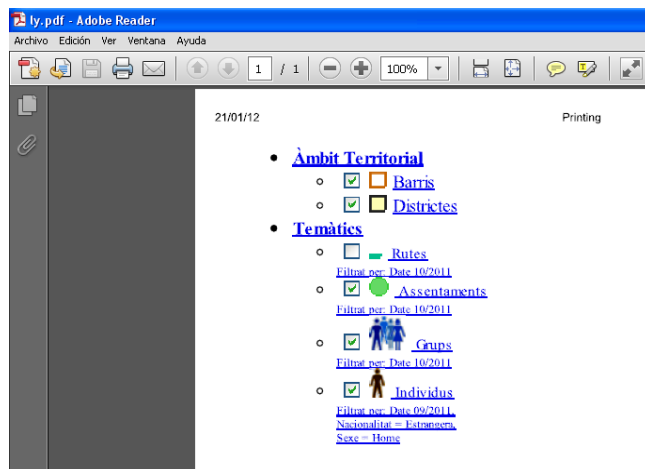 ly.pdf - Adobe Reader
Archivo Edición Ver Ventana Ayuda
1 / 1 100%
21/01/12 Printing
Àmbit Territorial
Barris
Districtes
Temàtics
Rutes
Filtrat per: Date 10/2011
Assentaments
Filtrat per: Date 10/2011
Grups
Filtrat per: Date 10/2011
Individus
Filtrat per: Date 09/2011,
Nacionalitat = Estrangera,
Sexe = Home